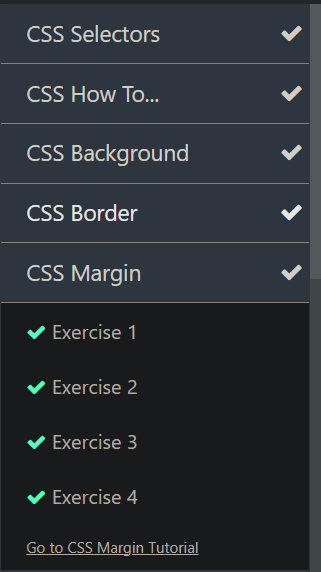 CSS Selectors
CSS How To...
CSS Background
CSS Border
CSS Margin
Exercise 1
Exercise 2
Exercise 3
Exercise 4
Go to CSS Margin Tutorial